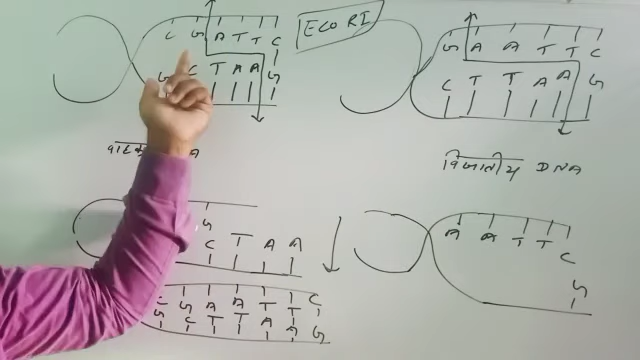 ECO RI
C G A T T C
C T A A G
G A A T T C
C T T A A G
विजातीय DNA
G
C T A A
A A T T C
G
C G A A T T C
G C T T A A G